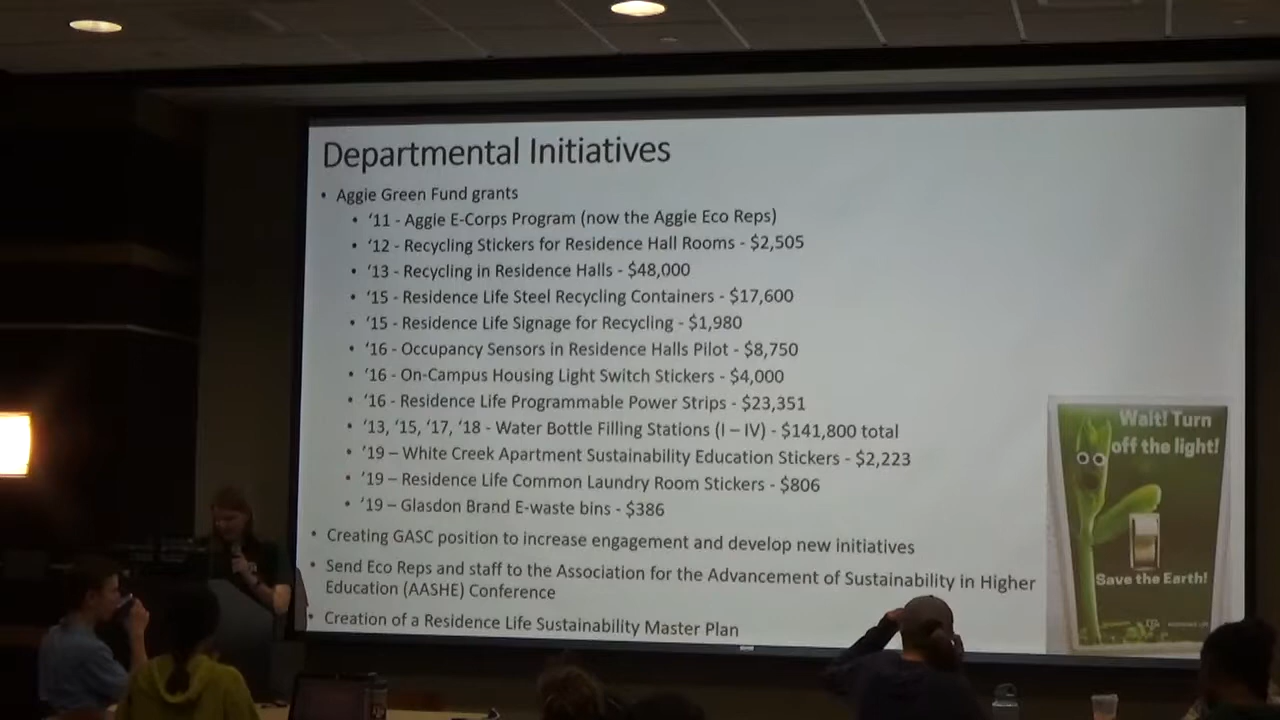 Departmental Initiatives
• Aggie Green Fund grants
• ‘11 - Aggie E-Corps Program (now the Aggie Eco Reps)
• ‘12 - Recycling Stickers for Residence Hall Rooms - $2,505
• ‘13 - Recycling in Residence Halls - $48,000
• ‘15 - Residence Life Steel Recycling Containers - $17,600
• ‘15 - Residence Life Signage for Recycling - $1,980
• ‘16 - Occupancy Sensors in Residence Halls Pilot - $8,750
• ‘16 - On-Campus Housing Light Switch Stickers - $4,000
• ‘16 - Residence Life Programmable Power Strips - $23,351
• ‘13, ‘15, ‘17, ‘18 - Water Bottle Filling Stations (I – IV) - $141,800 total
• ‘19 – White Creek Apartment Sustainability Education Stickers - $2,223
• ‘19 – Residence Life Common Laundry Room Stickers - $806
• ‘19 – Glasdon Brand E-waste bins - $386
• Creating GASC position to increase engagement and develop new initiatives
• Send Eco Reps and staff to the Association for the Advancement of Sustainability in Higher
Education (AASHE) Conference
• Creation of a Residence Life Sustainability Master Plan
Wait! Turn
off the light!
Save the Earth!